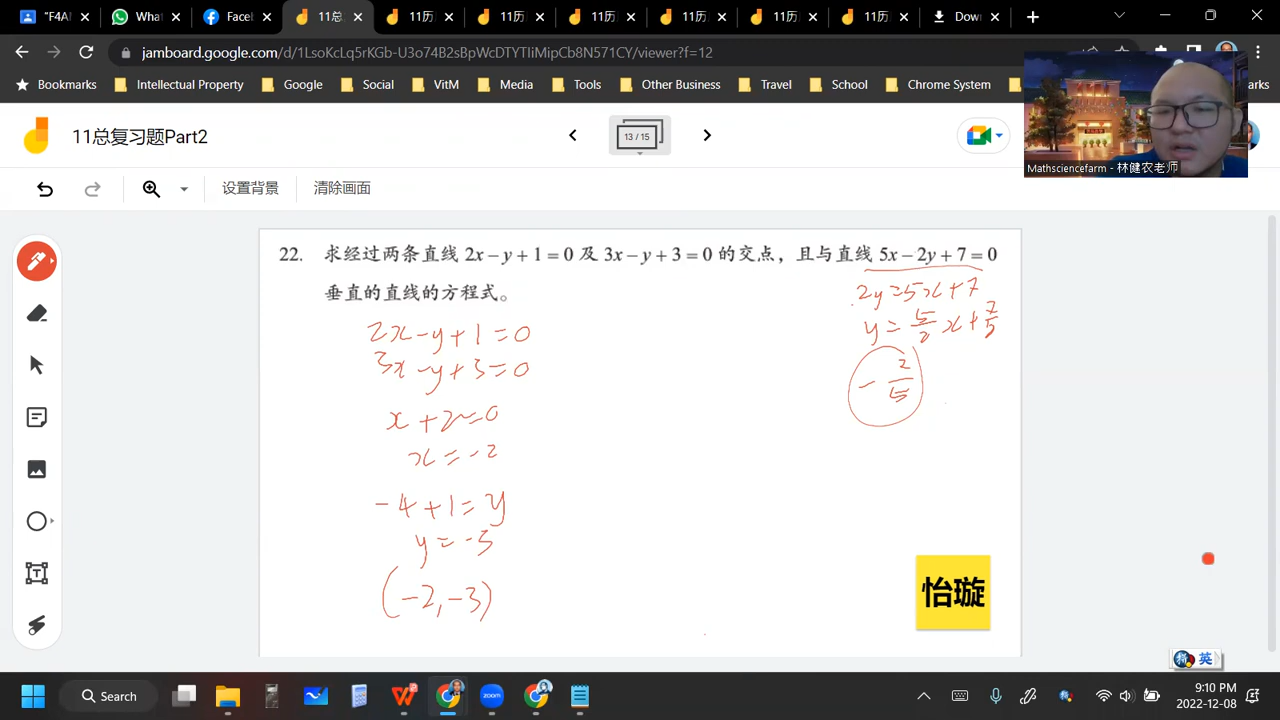 "F4A
What
Facel
11总
11历
11历
11历
11历
11历
11历
Dow
jamboard.google.com/d/1LsoKcLq5rKGb-U3o74B2sBpWcDTYTIiMipCb8N571CY/viewer?f=12
Bookmarks Intellectual Property Google Social VitM Media Tools Other Business Travel School Chrome System arks
Mathsciencefarm - 林健农老师
11总复习题Part2
13 / 15
设置背景 清除画面
22. 求经过两条直线 2x－y＋1＝0 及 3x－y＋3＝0 的交点，且与直线 5x－2y＋7＝0
垂直的直线的方程式。
2y=5x+7
2x-y+1=0
y=5/2 x+7/5
3x-y+3=0
-2/5
x+2=0
x=-2
-4+1=y
y=-3
(-2,-3)
怡璇
英
Search
9:10 PM
2022-12-08